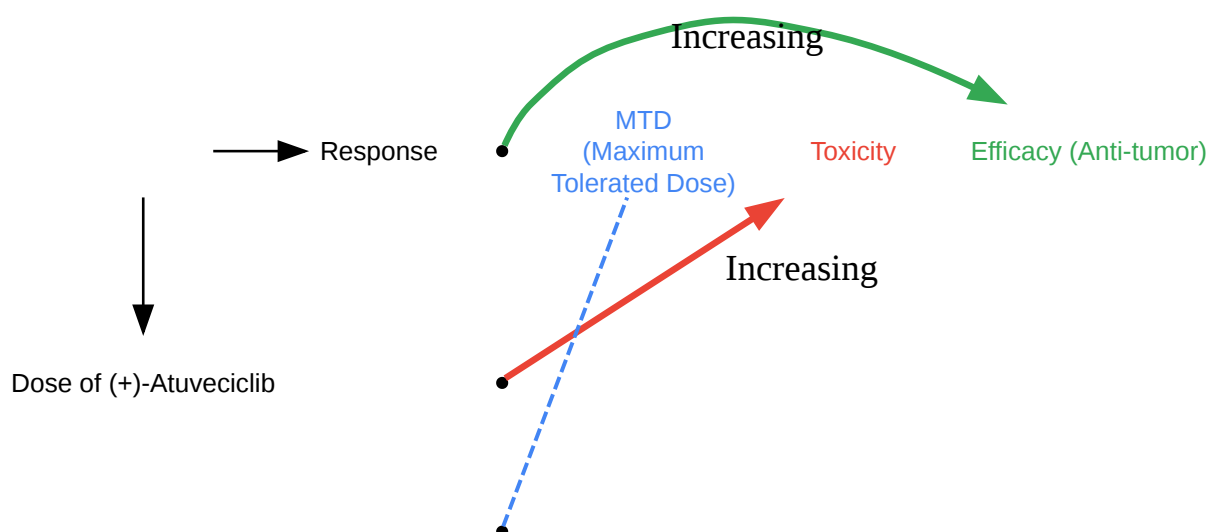 Increasing
MTD
(Maximum
Tolerated Dose)
Response
Toxicity
Efficacy (Anti-tumor)
Increasing
Dose of (+)-Atuveciclib